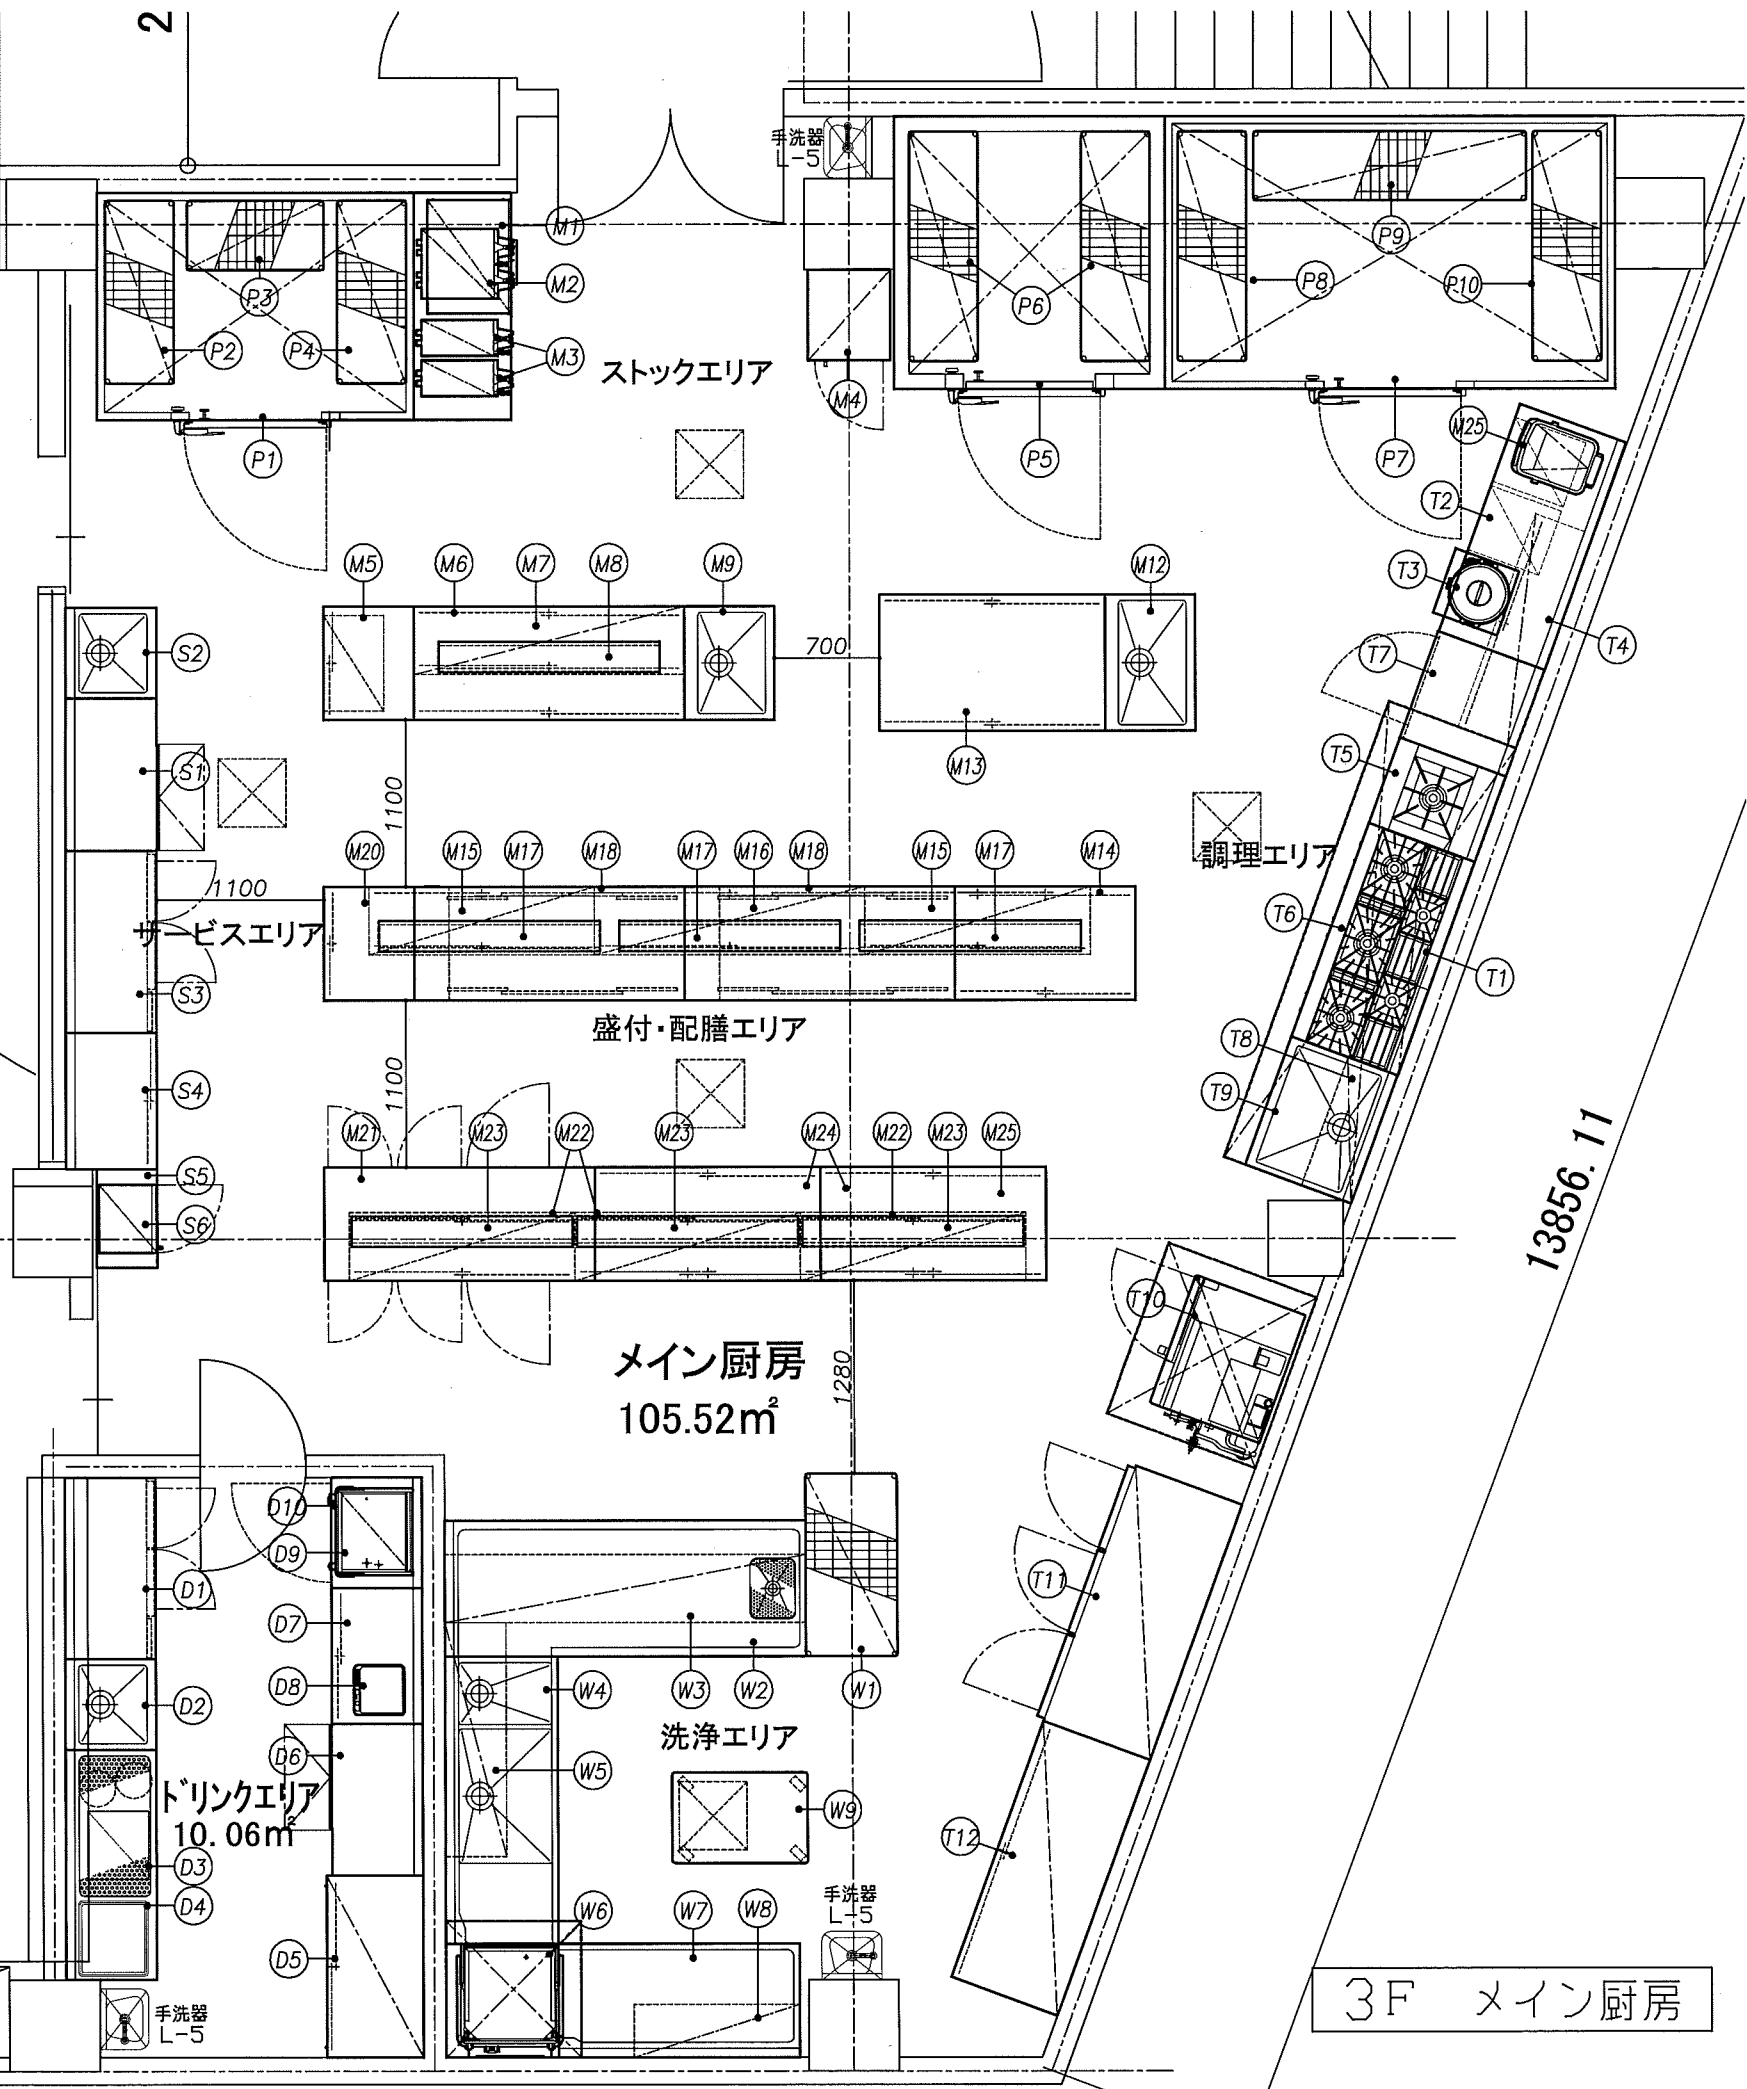 2
手洗器
L-5
M1
M2
P3
P2
P4
M3
ストックエリア
M4
P6
P8
P9
P10
P1
P5
P7
M25
T2
T3
T4
T7
M5
M6
M7
M8
M9
M12
700
M13
S2
S1
1100
T5
M20
M15
M17
M18
M17
M16
M18
M15
M17
M14
調理エリア
1100
サービスエリア
T6
T1
S3
盛付・配膳エリア
T8
T9
S4
1100
M21
M23
M22
M23
M24
M22
M23
M25
S5
S6
13856.11
T10
メイン厨房
105.52㎡
1280
D10
D9
D1
D7
T11
D8
D2
W4
W3
W2
W1
洗浄エリア
D6
W5
ドリンクエリア
10.06㎡
W9
T12
D3
D4
W6
W7
W8
手洗器
L-5
D5
手洗器
L-5
3F メイン厨房